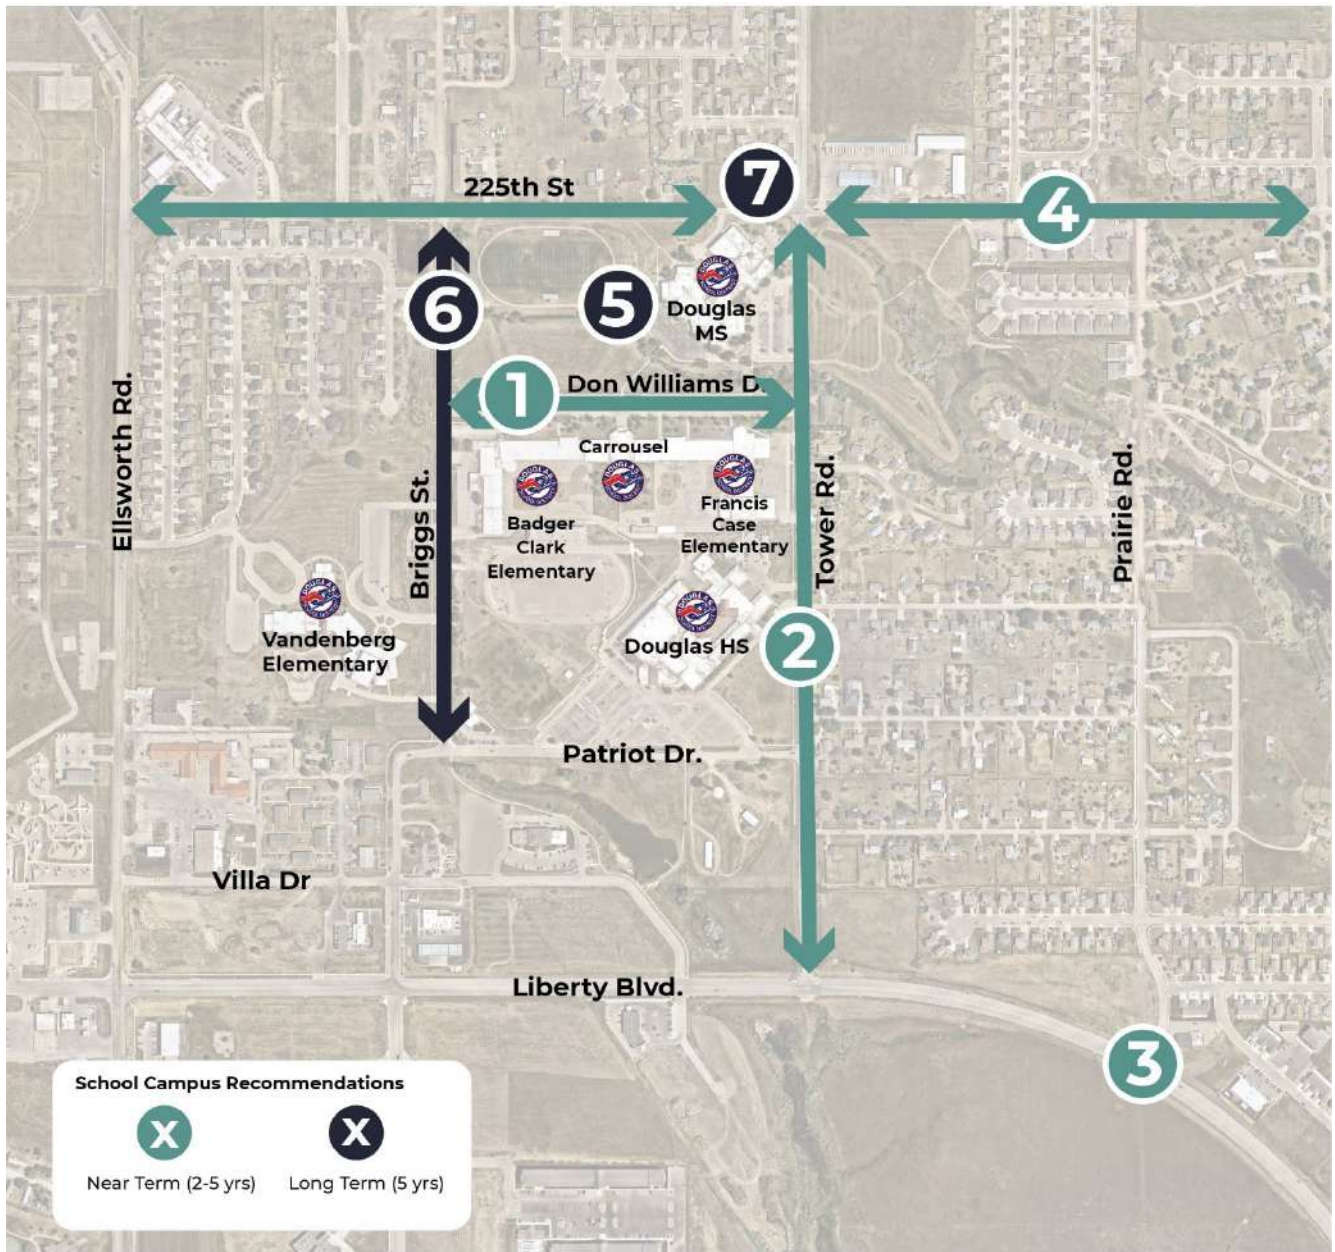 7
225th St
4
6
5
Douglas
MS
1
Don Williams D
Ellsworth Rd.
Briggs St.
Carrousel
Badger
Clark
Elementary
Francis
Case
Elementary
Tower Rd.
Prairie Rd.
Vandenberg
Elementary
Douglas HS
2
Patriot Dr.
Villa Dr
Liberty Blvd.
3
School Campus Recommendations
X
X
Near Term (2-5 yrs)
Long Term (5 yrs)